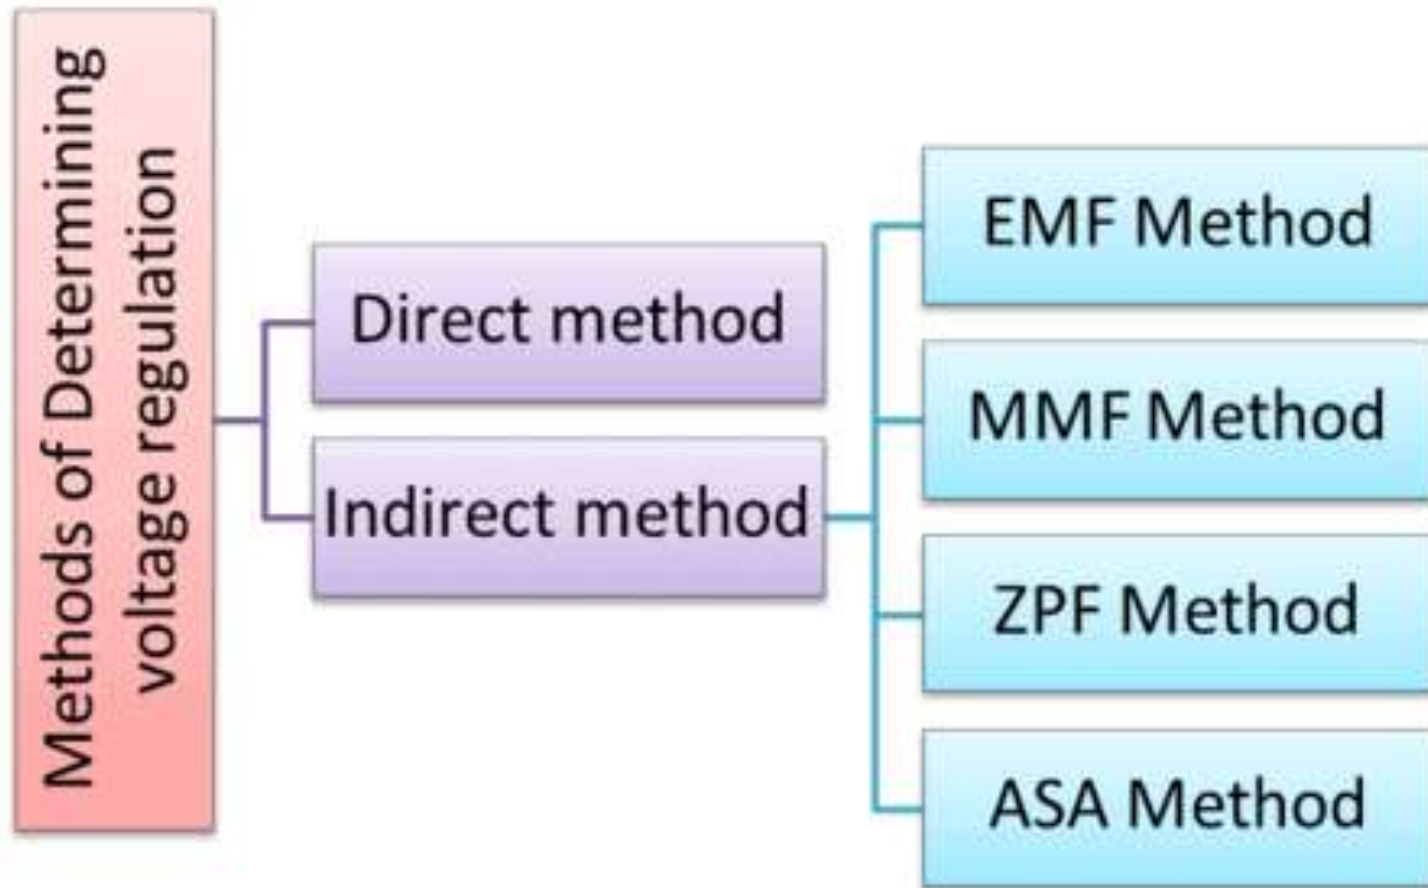 Methods of Determining
voltage regulation
Direct method
Indirect method
EMF Method
MMF Method
ZPF Method
ASA Method